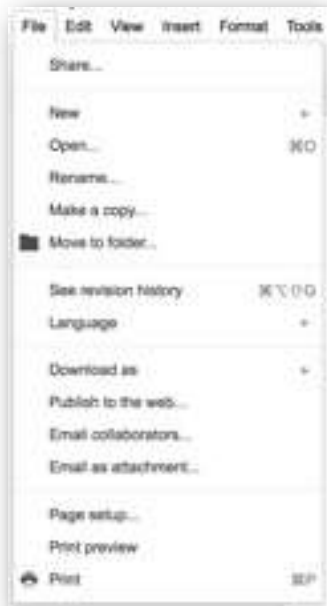 File Edit View Insert Format Tools
Share...
New
Open... ⌘O
Rename...
Make a copy...
Move to folder...
See revision history ⌘⌥⇧G
Language
Download as
Publish to the web...
Email collaborators...
Email as attachment...
Page setup...
Print preview
Print ⌘P